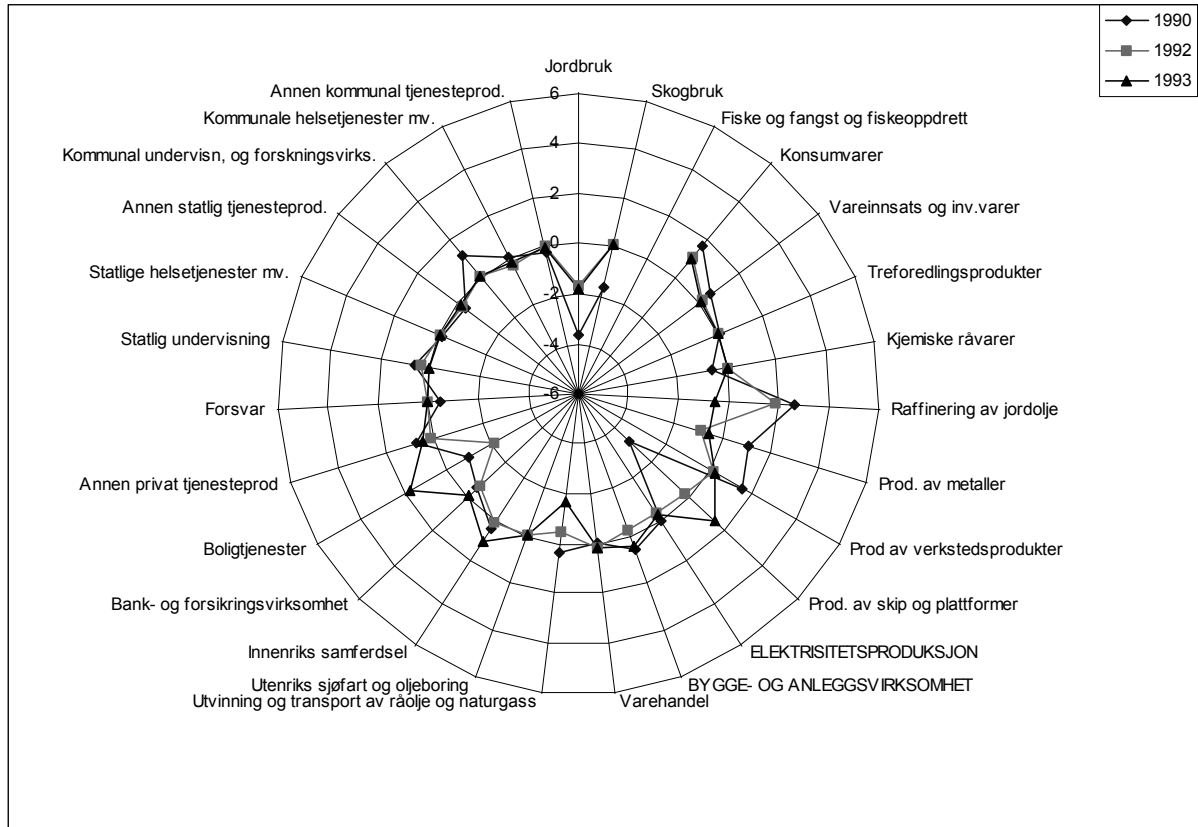 1990
1992
1993
Jordbruk
Skogbruk
Fiske og fangst og fiskeoppdrett
Konsumvarer
Vareinnsats og inv.varer
Treforedlingsprodukter
Kjemiske råvarer
Raffinering av jordolje
Prod. av metaller
Prod av verkstedsprodukter
Prod. av skip og plattformer
ELEKTRISITETSPRODUKSJON
BYGGE- OG ANLEGGSVIRKSOMHET
Varehandel
Utvinning og transport av råolje og naturgass
Utenriks sjøfart og oljeboring
Innenriks samferdsel
Bank- og forsikringsvirksomhet
Boligtjenester
Annen privat tjenesteprod
Forsvar
Statlig undervisning
Statlige helsetjenester mv.
Annen statlig tjenesteprod.
Kommunal undervisn, og forskningsvirks.
Kommunale helsetjenester mv.
Annen kommunal tjenesteprod.
6
4
2
0
-2
-4
-6